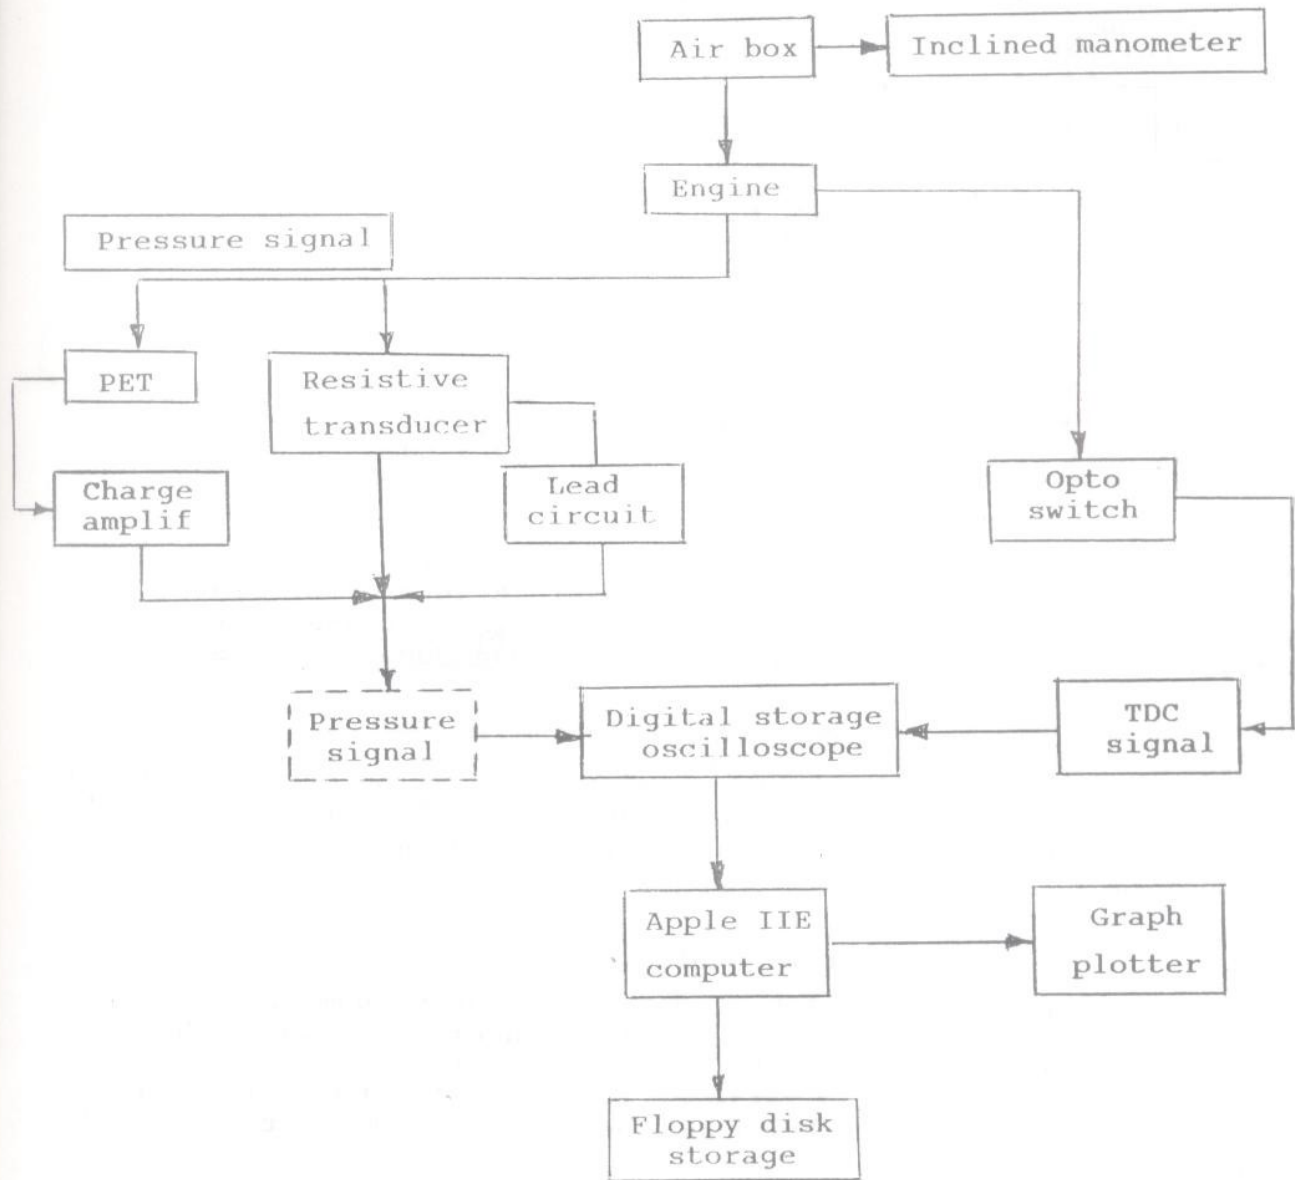 Air box
Inclined manometer
Engine
Pressure signal
PET
Resistive
transducer
Charge
amplif
Lead
circuit
Opto
switch
Pressure
signal
Digital storage
oscilloscope
TDC
signal
Apple IIE
computer
Graph
plotter
Floppy disk
storage